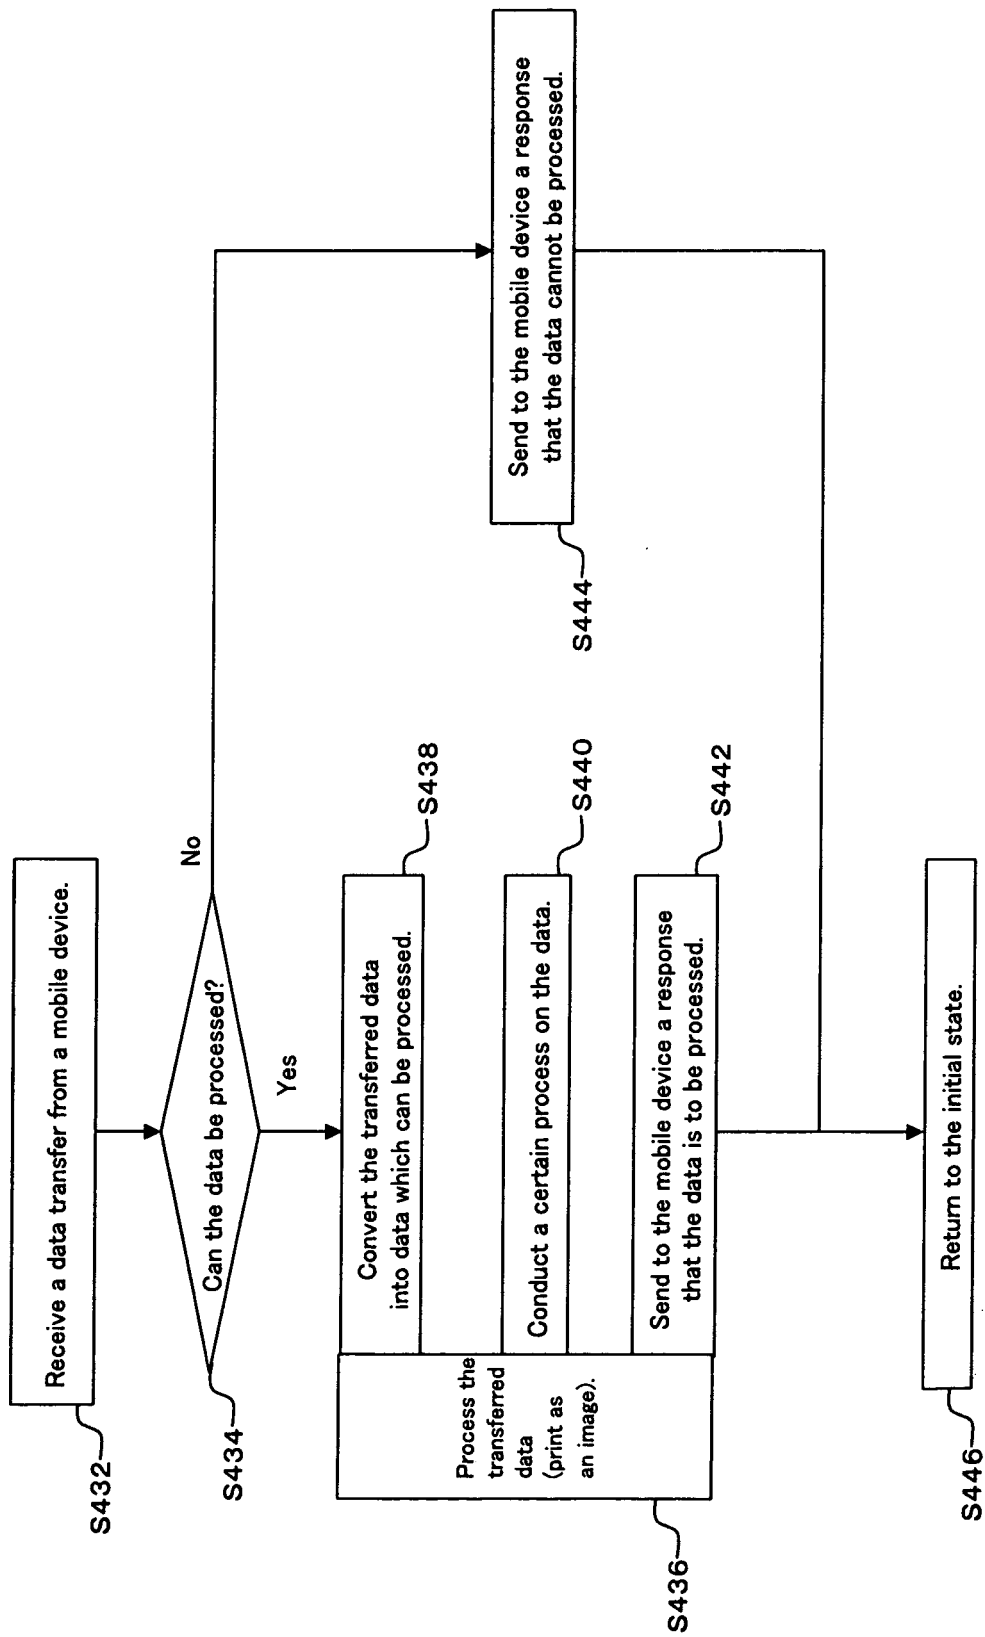 Receive a data transfer from a mobile device.
S432
Can the data be processed?
S434
No
Yes
Process the
transferred
data
(print as
an image).
S436
Convert the transferred data
into data which can be processed.
S438
Conduct a certain process on the data.
S440
Send to the mobile device a response
that the data is to be processed.
S442
Send to the mobile device a response
that the data cannot be processed.
S444
Return to the initial state.
S446